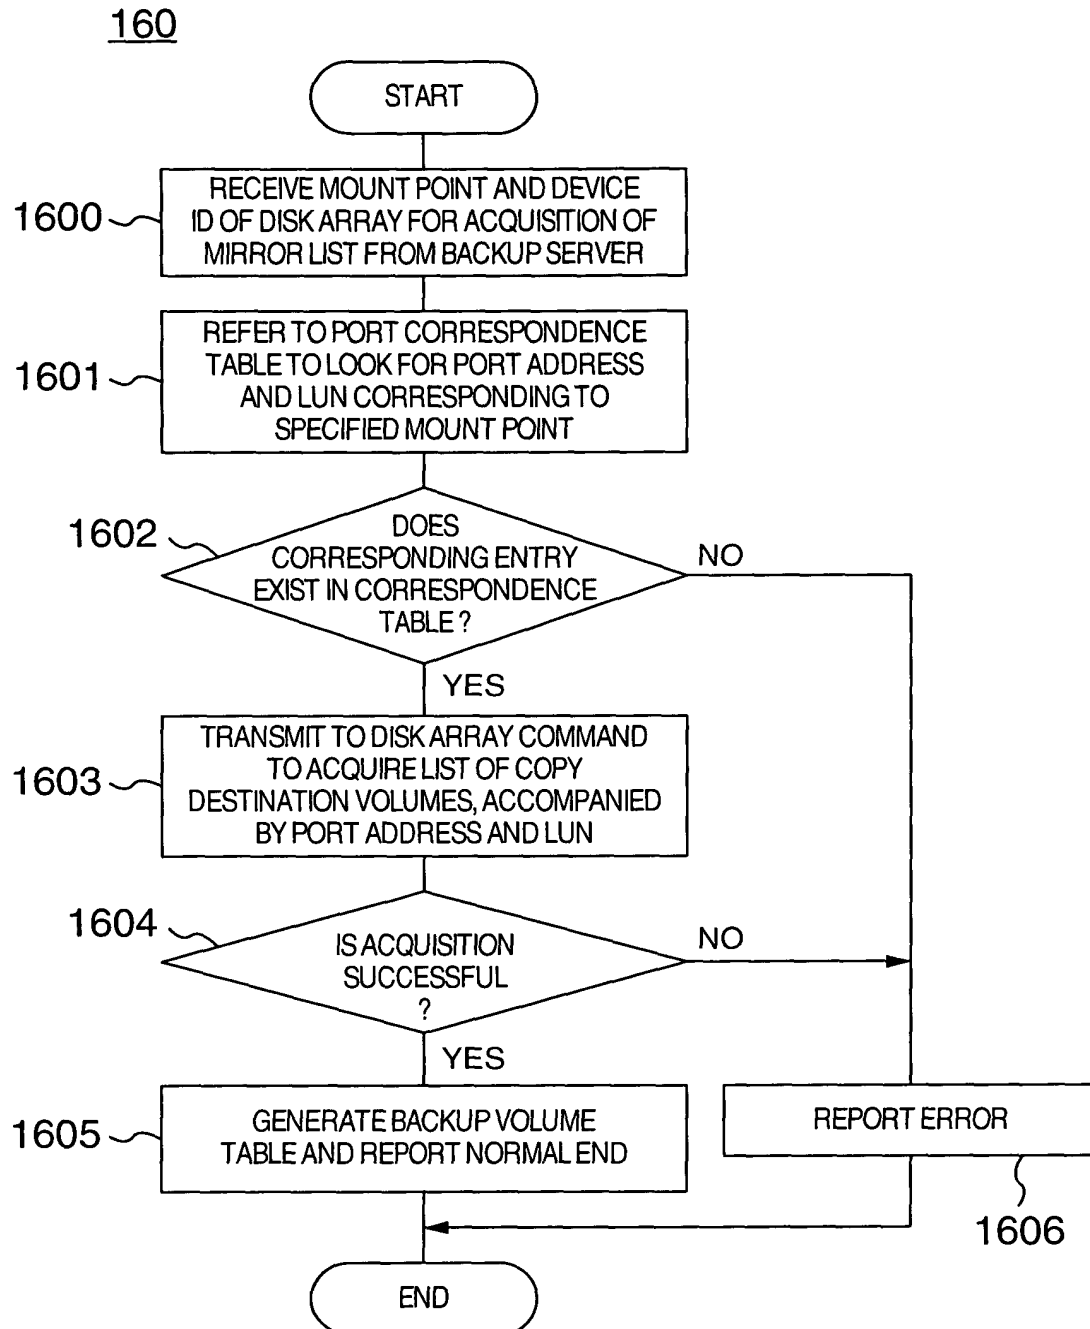 160
START
1600
RECEIVE MOUNT POINT AND DEVICE
ID OF DISK ARRAY FOR ACQUISITION OF
MIRROR LIST FROM BACKUP SERVER
1601
REFER TO PORT CORRESPONDENCE
TABLE TO LOOK FOR PORT ADDRESS
AND LUN CORRESPONDING TO
SPECIFIED MOUNT POINT
1602
DOES
CORRESPONDING ENTRY
EXIST IN CORRESPONDENCE
TABLE ?
NO
YES
1603
TRANSMIT TO DISK ARRAY COMMAND
TO ACQUIRE LIST OF COPY
DESTINATION VOLUMES, ACCOMPANIED
BY PORT ADDRESS AND LUN
1604
IS ACQUISITION
SUCCESSFUL
?
NO
YES
1605
GENERATE BACKUP VOLUME
TABLE AND REPORT NORMAL END
REPORT ERROR
1606
END